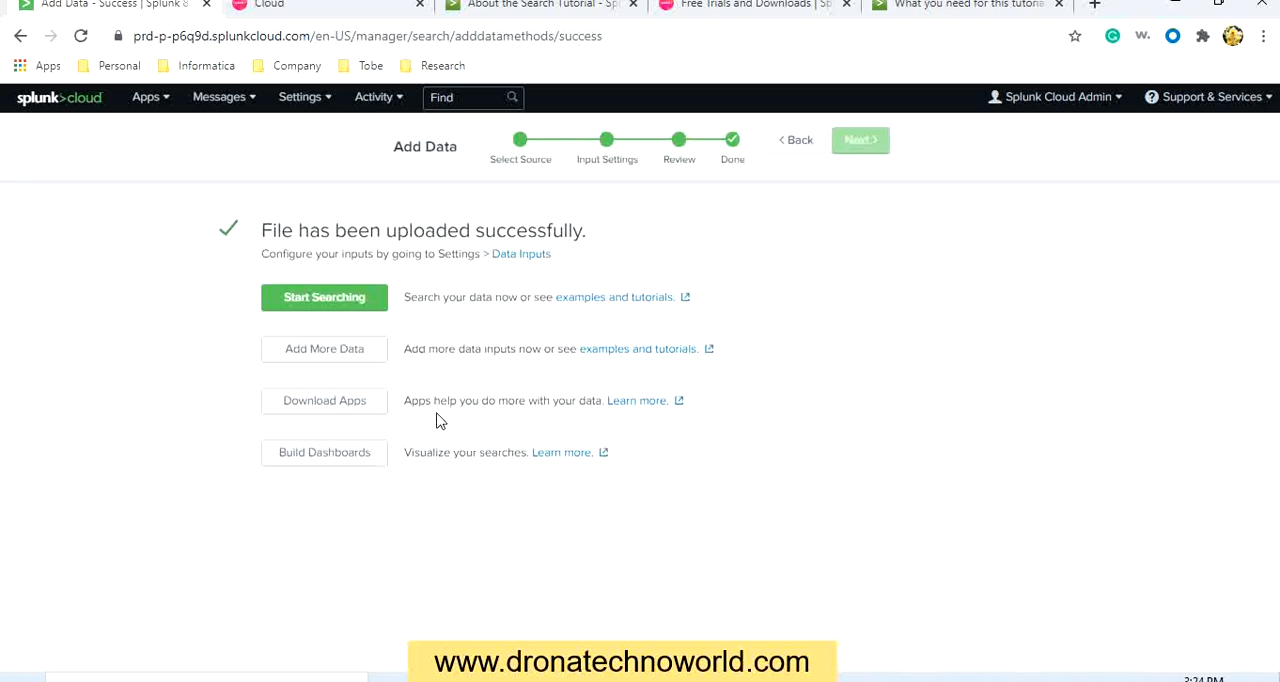 Add Data - Success | Splunk 8
Cloud
About the Search Tutorial - Spl
Free Trials and Downloads | Sp
What you need for this tutoria
prd-p-p6q9d.splunkcloud.com/en-US/manager/search/adddatamethods/success
Apps Personal Informatica Company Tobe Research
splunk>cloud Apps Messages Settings Activity Find Splunk Cloud Admin Support & Services
Add Data
Select Source Input Settings Review Done
< Back Next >
File has been uploaded successfully.
Configure your inputs by going to Settings > Data Inputs
Start Searching Search your data now or see examples and tutorials.
Add More Data Add more data inputs now or see examples and tutorials.
Download Apps Apps help you do more with your data. Learn more.
Build Dashboards Visualize your searches. Learn more.
www.dronatechnoworld.com
3:24 PM